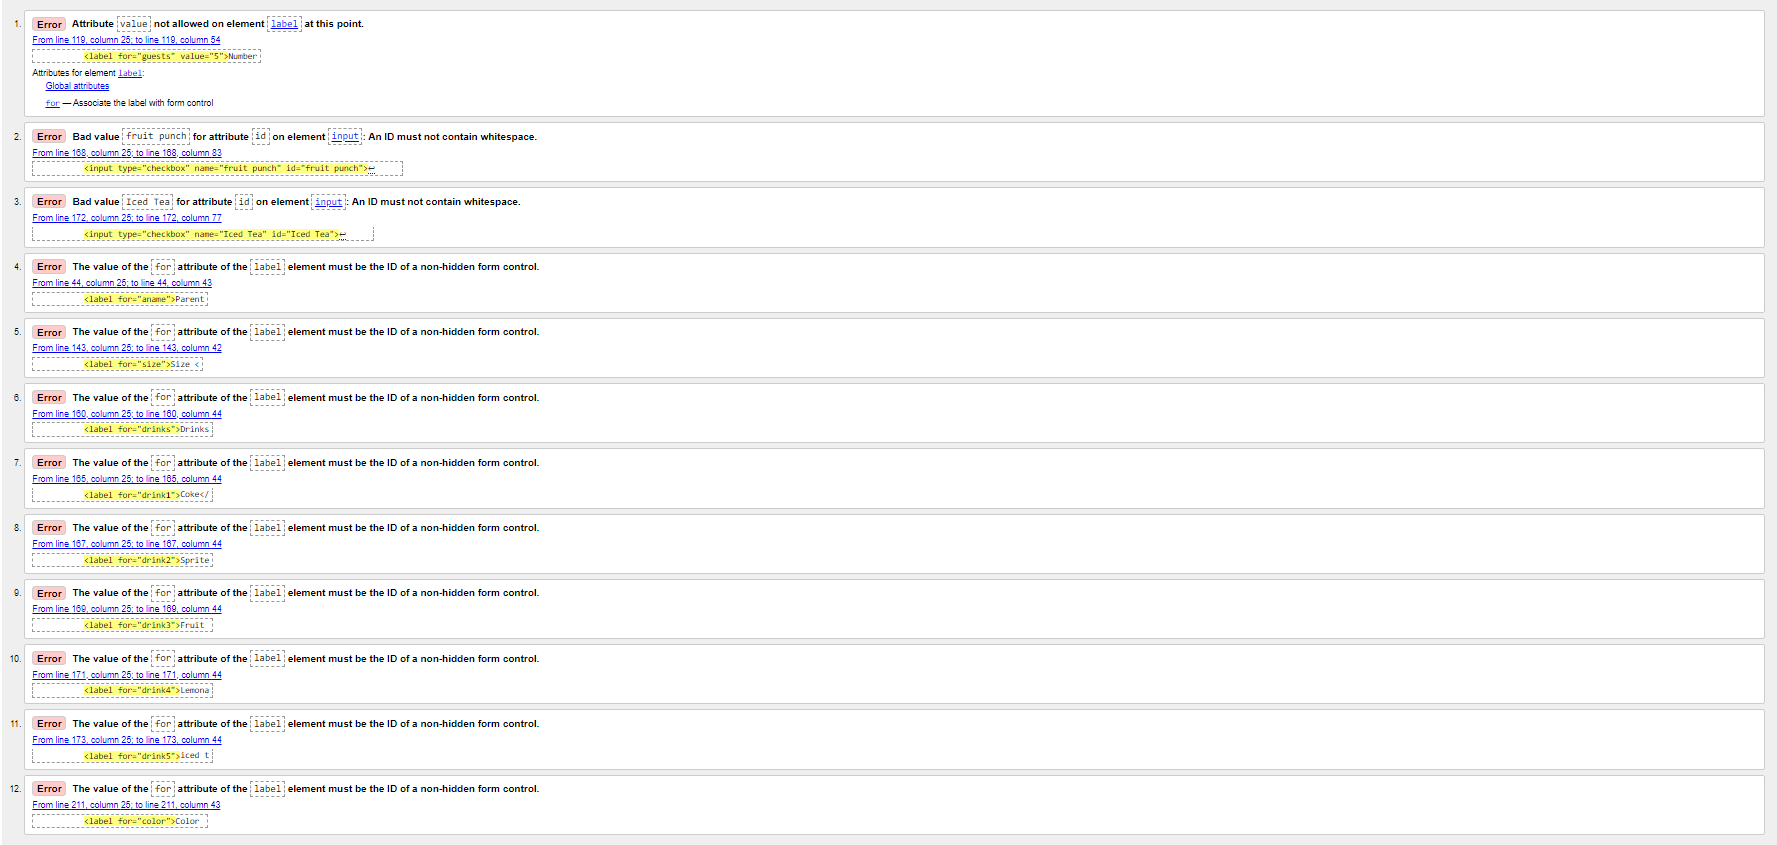 1. Error Attribute value not allowed on element label at this point.
From line 119, column 25; to line 119, column 54
<label for="guests" value="5">Number
Attributes for element label:
Global attributes
for — Associate the label with form control
2. Error Bad value fruit punch for attribute id on element input: An ID must not contain whitespace.
From line 168, column 25; to line 168, column 83
<input type="checkbox" name="fruit punch" id="fruit punch">↩
3. Error Bad value Iced Tea for attribute id on element input: An ID must not contain whitespace.
From line 172, column 25; to line 172, column 77
<input type="checkbox" name="Iced Tea" id="Iced Tea">↩
4. Error The value of the for attribute of the label element must be the ID of a non-hidden form control.
From line 44, column 25; to line 44, column 43
<label for="aname">Parent
5. Error The value of the for attribute of the label element must be the ID of a non-hidden form control.
From line 143, column 25; to line 143, column 42
<label for="size">Size <
6. Error The value of the for attribute of the label element must be the ID of a non-hidden form control.
From line 160, column 25; to line 160, column 44
<label for="drinks">Drinks
7. Error The value of the for attribute of the label element must be the ID of a non-hidden form control.
From line 165, column 25; to line 165, column 44
<label for="drink1">Coke</
8. Error The value of the for attribute of the label element must be the ID of a non-hidden form control.
From line 167, column 25; to line 167, column 44
<label for="drink2">Sprite
9. Error The value of the for attribute of the label element must be the ID of a non-hidden form control.
From line 169, column 25; to line 169, column 44
<label for="drink3">Fruit
10. Error The value of the for attribute of the label element must be the ID of a non-hidden form control.
From line 171, column 25; to line 171, column 44
<label for="drink4">Lemona
11. Error The value of the for attribute of the label element must be the ID of a non-hidden form control.
From line 173, column 25; to line 173, column 44
<label for="drink5">iced t
12. Error The value of the for attribute of the label element must be the ID of a non-hidden form control.
From line 211, column 25; to line 211, column 43
<label for="color">Color